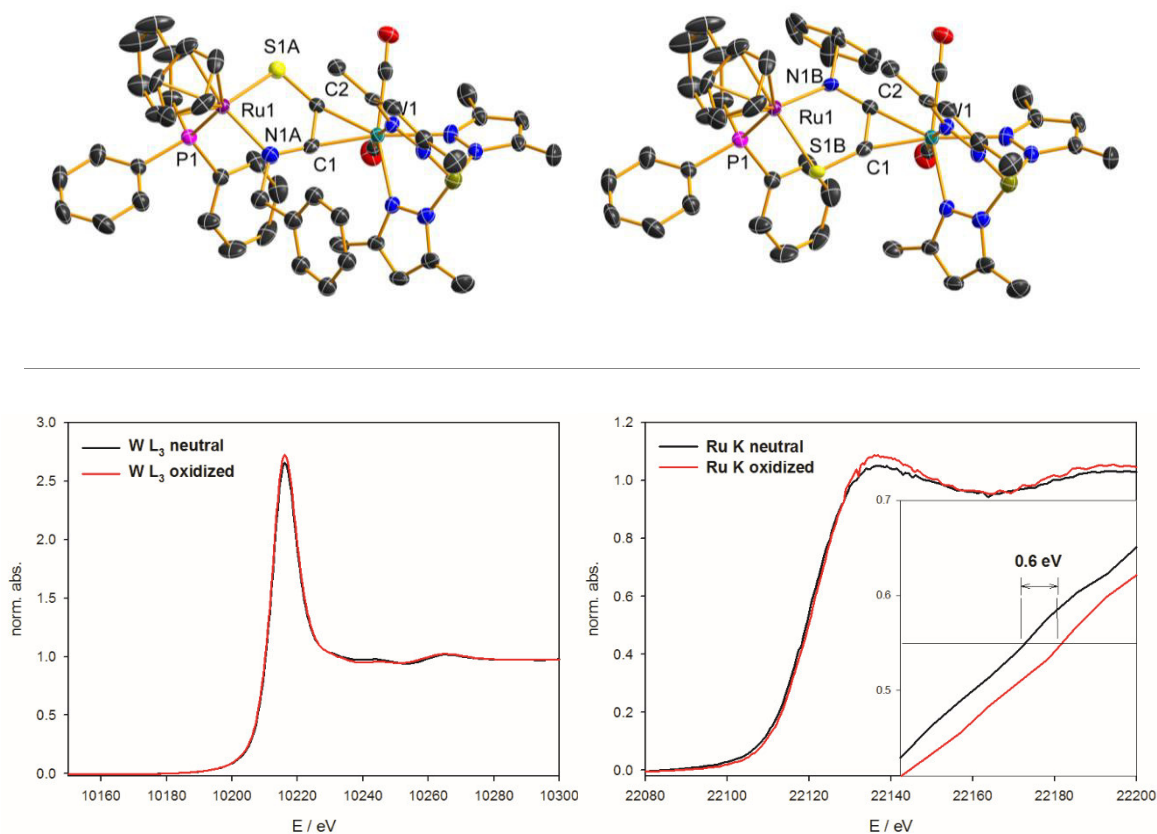 S1A
C2
W1
Ru1
N1A
P1
C1
N1B
C2
W1
Ru1
S1B
P1
C1
W L3 neutral
W L3 oxidized
norm. abs.
3.0
2.5
2.0
1.5
1.0
0.5
0.0
10160 10180 10200 10220 10240 10260 10280 10300
E / eV
Ru K neutral
Ru K oxidized
norm. abs.
1.2
1.0
0.8
0.6
0.4
0.2
0.0
0.7
0.6 eV
0.6
0.5
22080 22100 22120 22140 22160 22180 22200
E / eV